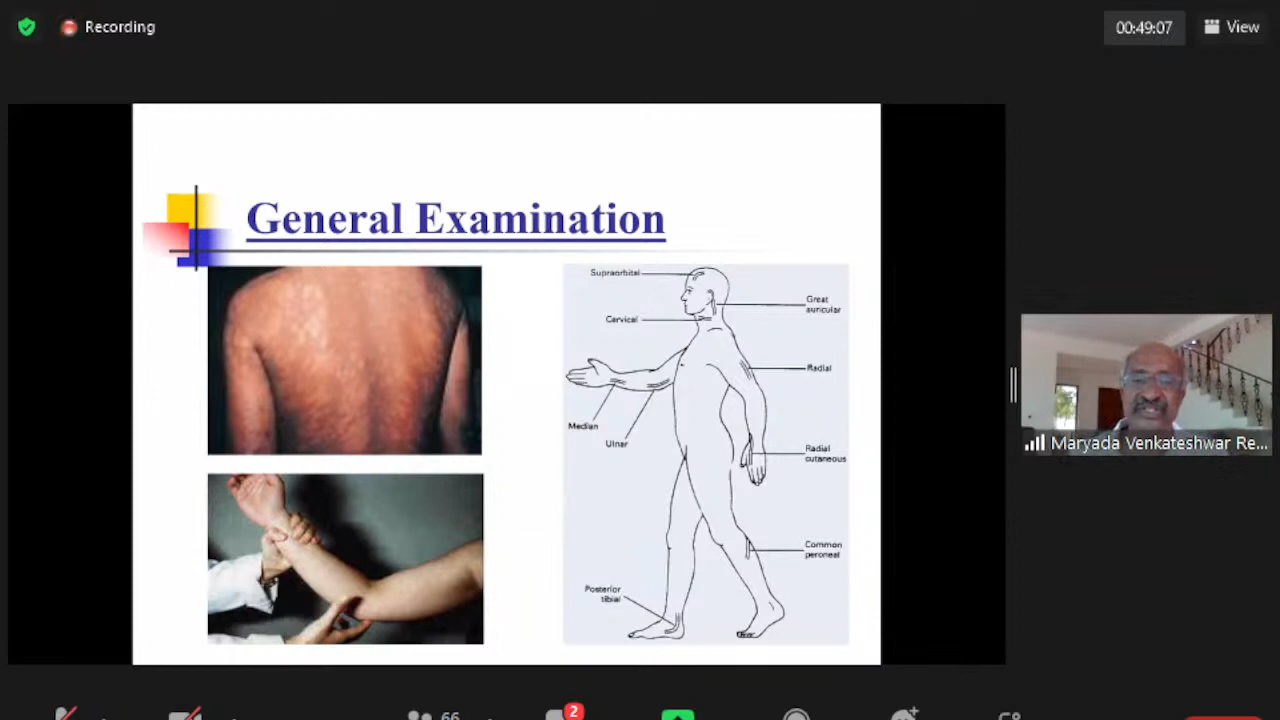 Recording
00:49:07
View
General Examination
Supraorbital
Great
auricular
Cervical
Radial
Median
Ulnar
Radial
cutaneous
Common
peroneal
Posterior
tibial
Maryada Venkateshwar Re...
66
2